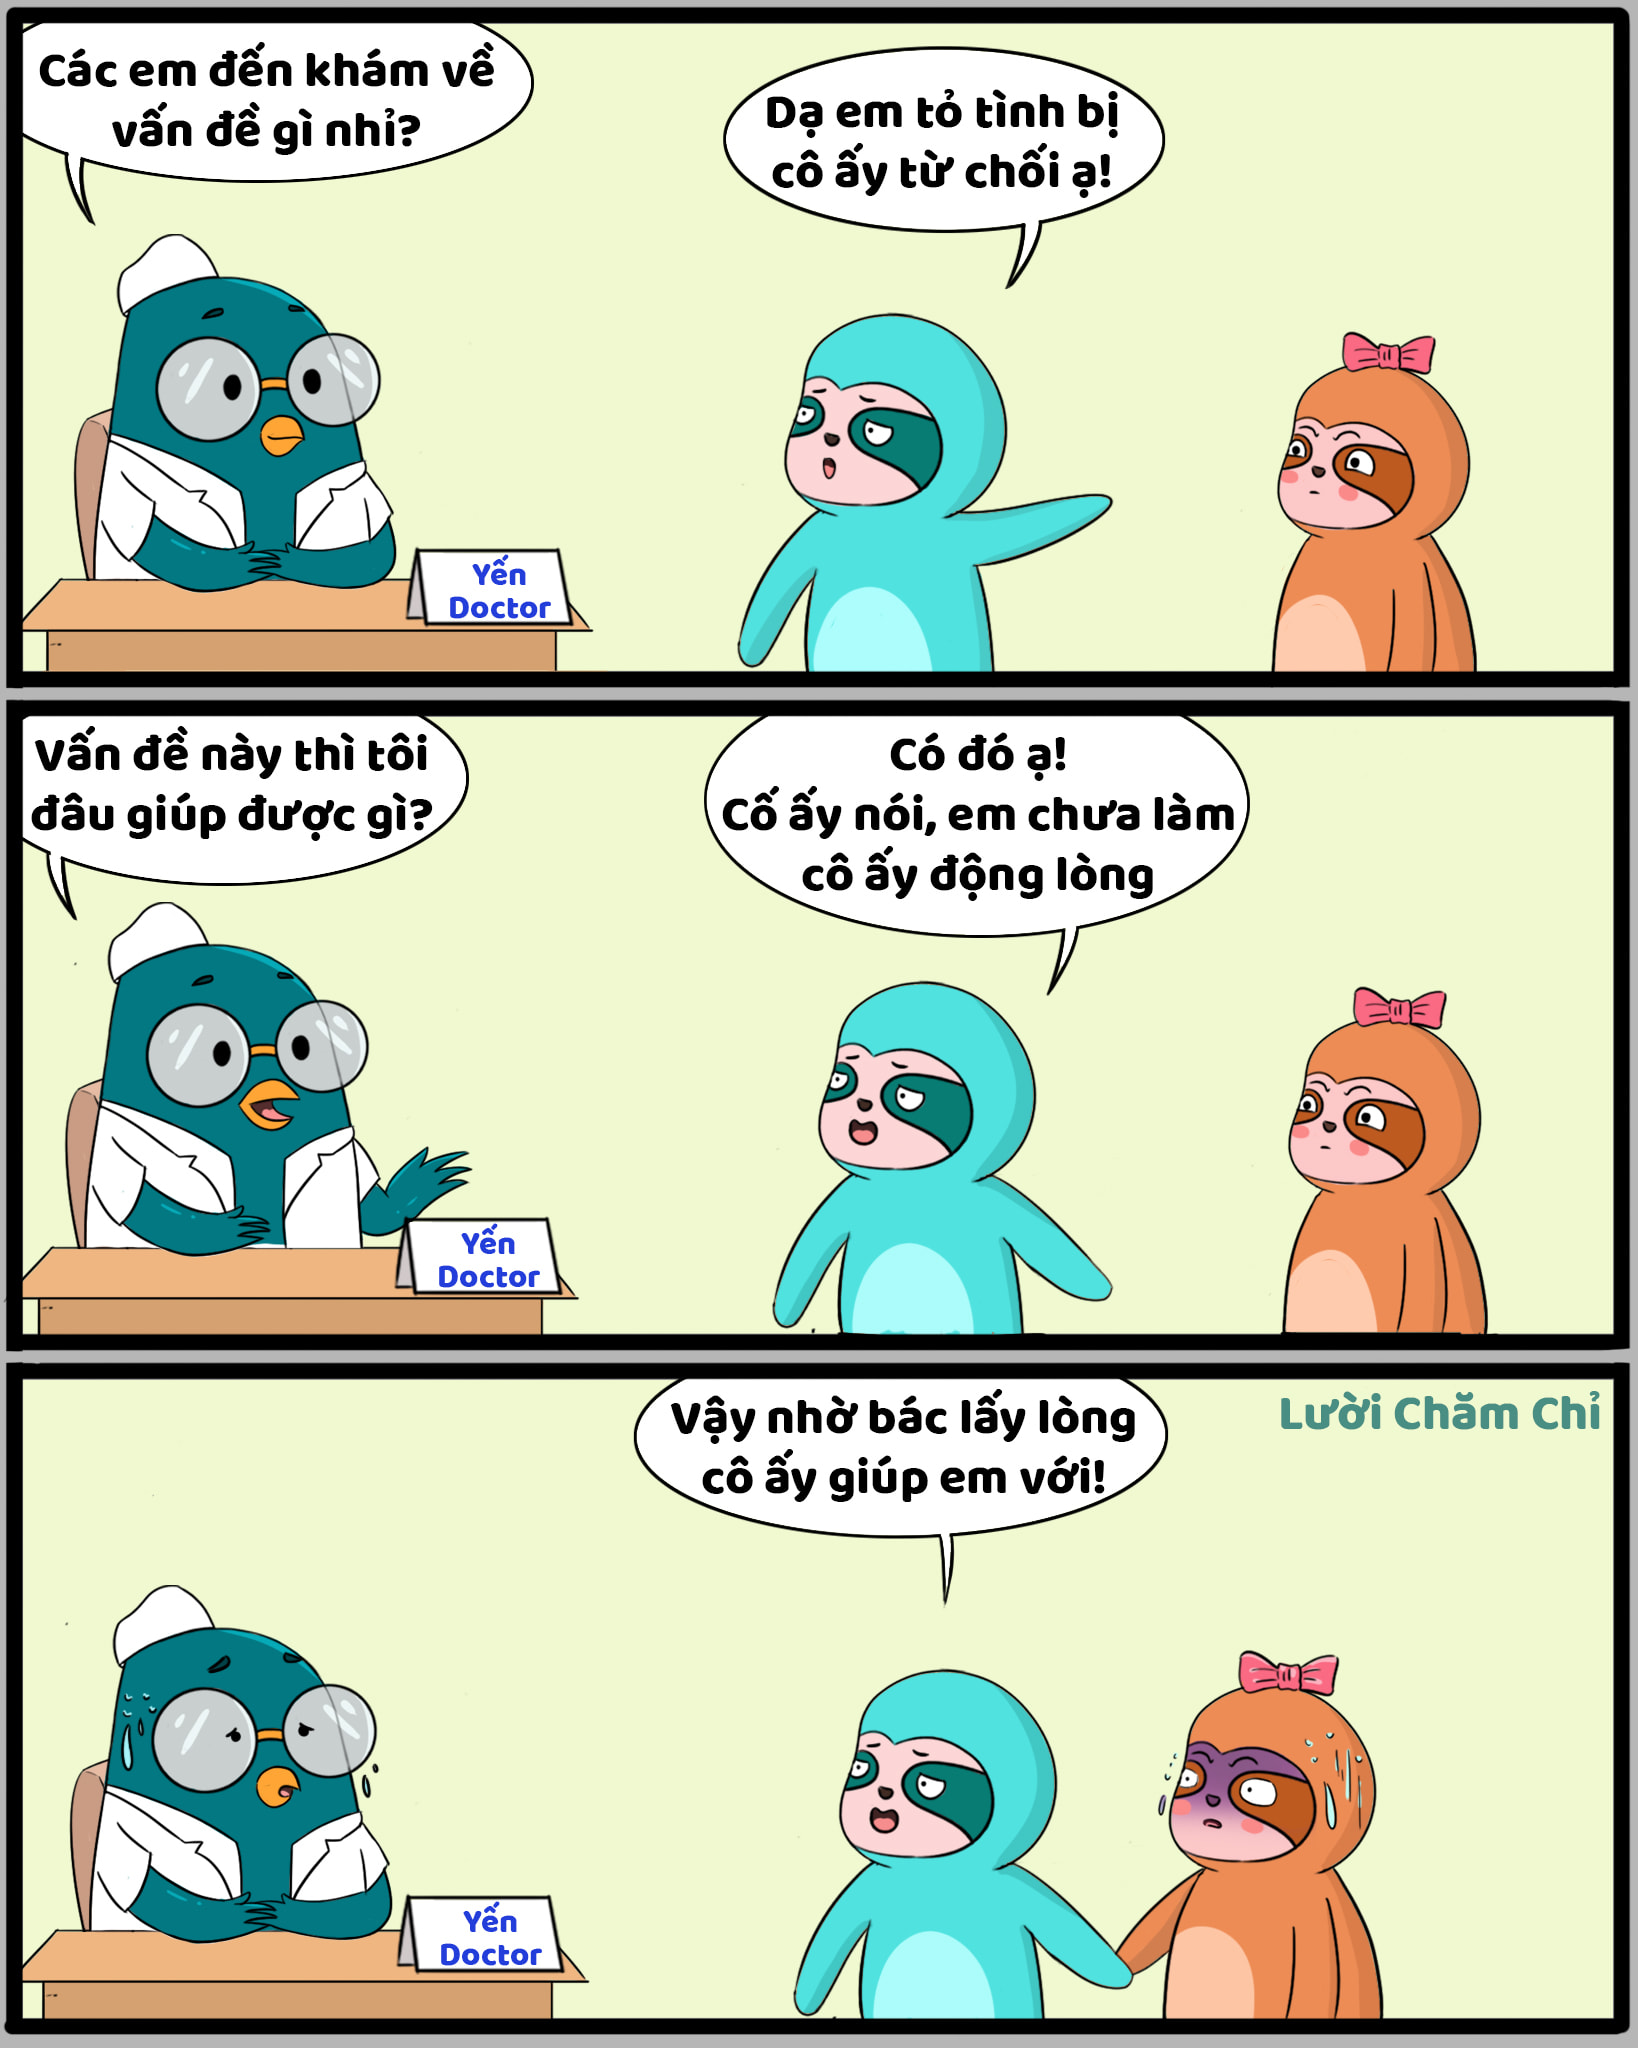 Các em đến khám về
vấn đề gì nhỉ?
Dạ em tỏ tình bị
cô ấy từ chối ạ!
Yến
Doctor
Vấn đề này thì tôi
đâu giúp được gì?
Có đó ạ!
Cố ấy nói, em chưa làm
cô ấy động lòng
Yến
Doctor
Vậy nhờ bác lấy lòng
cô ấy giúp em với!
Lười Chăm Chỉ
Yến
Doctor